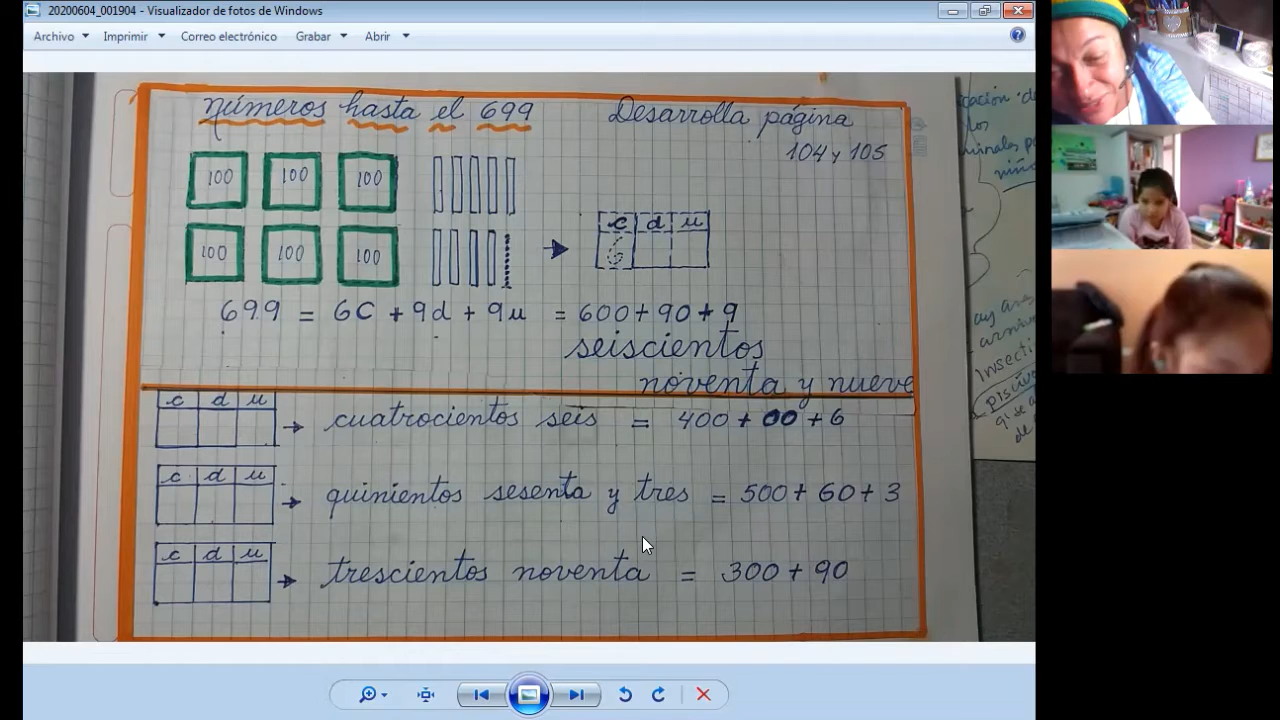 20200604_001904 - Visualizador de fotos de Windows
Archivo Imprimir Correo electrónico Grabar Abrir
números hasta el 699
Desarrolla página
104 y 105
100 100 100
100 100 100
c d u
6
699 = 6C + 9d + 9u = 600 + 90 + 9
seiscientos
noventa y nueve
c d u
cuatrocientos seis = 400 + 00 + 6
c d u
quinientos sesenta y tres = 500 + 60 + 3
c d u
trescientos noventa = 300 + 90